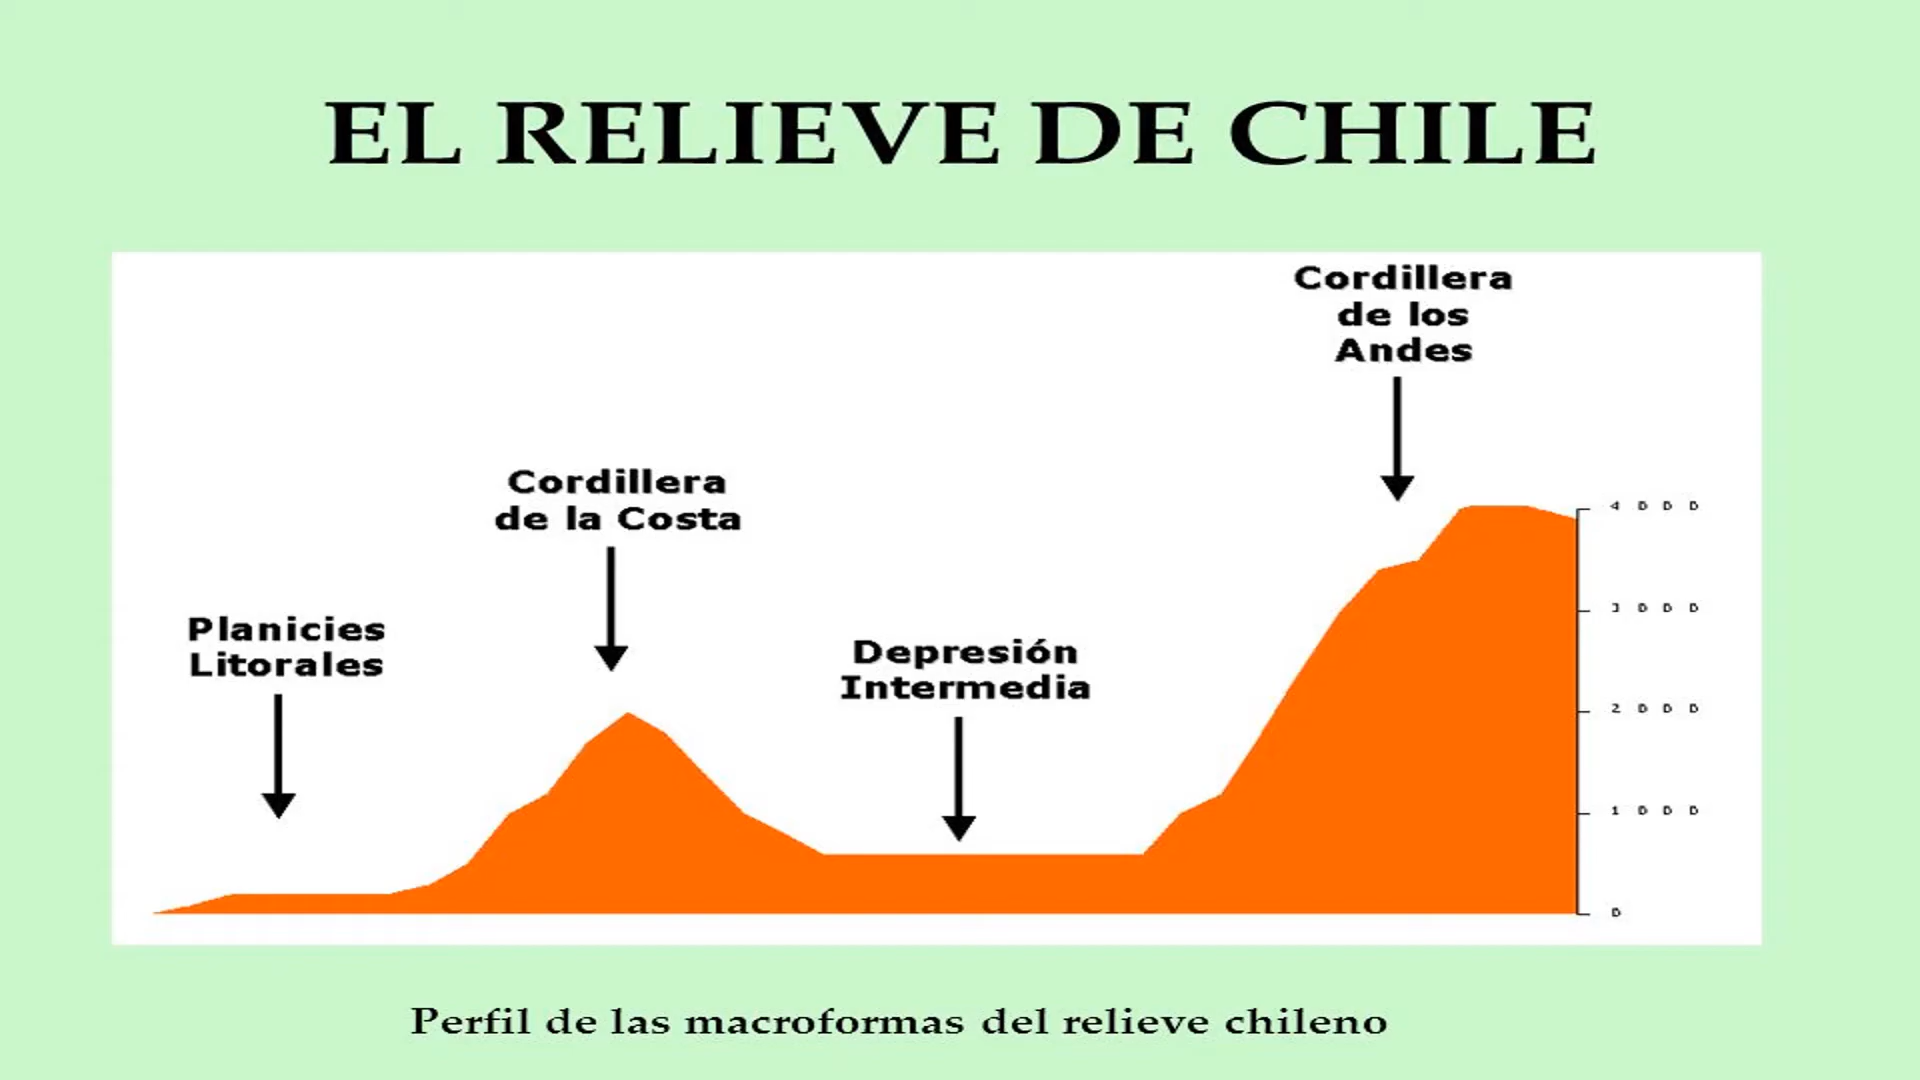 EL RELIEVE DE CHILE
Cordillera
de los
Andes
Cordillera
de la Costa
Planicies
Litorales
Depresión
Intermedia
4000
3000
2000
1000
0
Perfil de las macroformas del relieve chileno